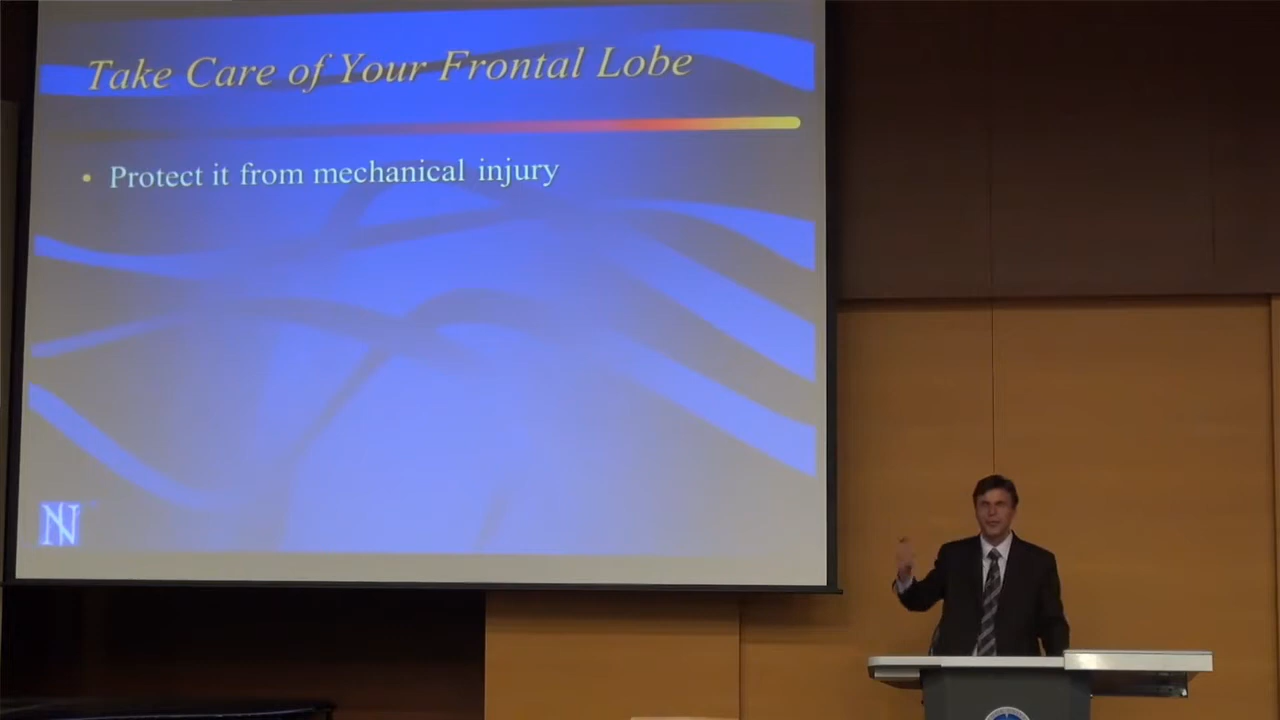 Take Care of Your Frontal Lobe
• Protect it from mechanical injury
N